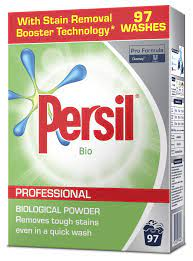 With Stain Removal
Booster Technology*
97
WASHES
Pro Formula
Diversey
Persil
Bio
PROFESSIONAL
BIOLOGICAL POWDER
Removes tough stains
even in a quick wash
97